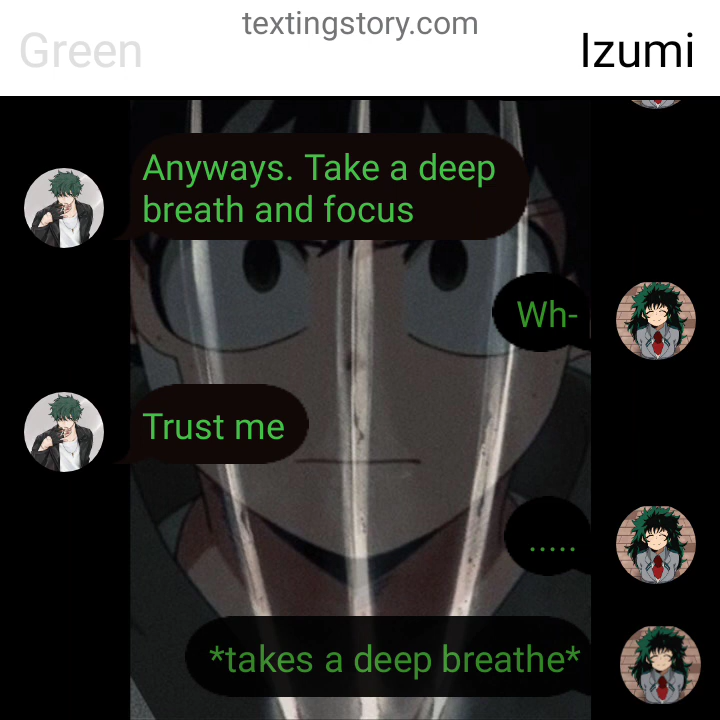 textingstory.com
Green
Izumi
Anyways. Take a deep
breath and focus
Wh-
Trust me
.....
*takes a deep breathe*